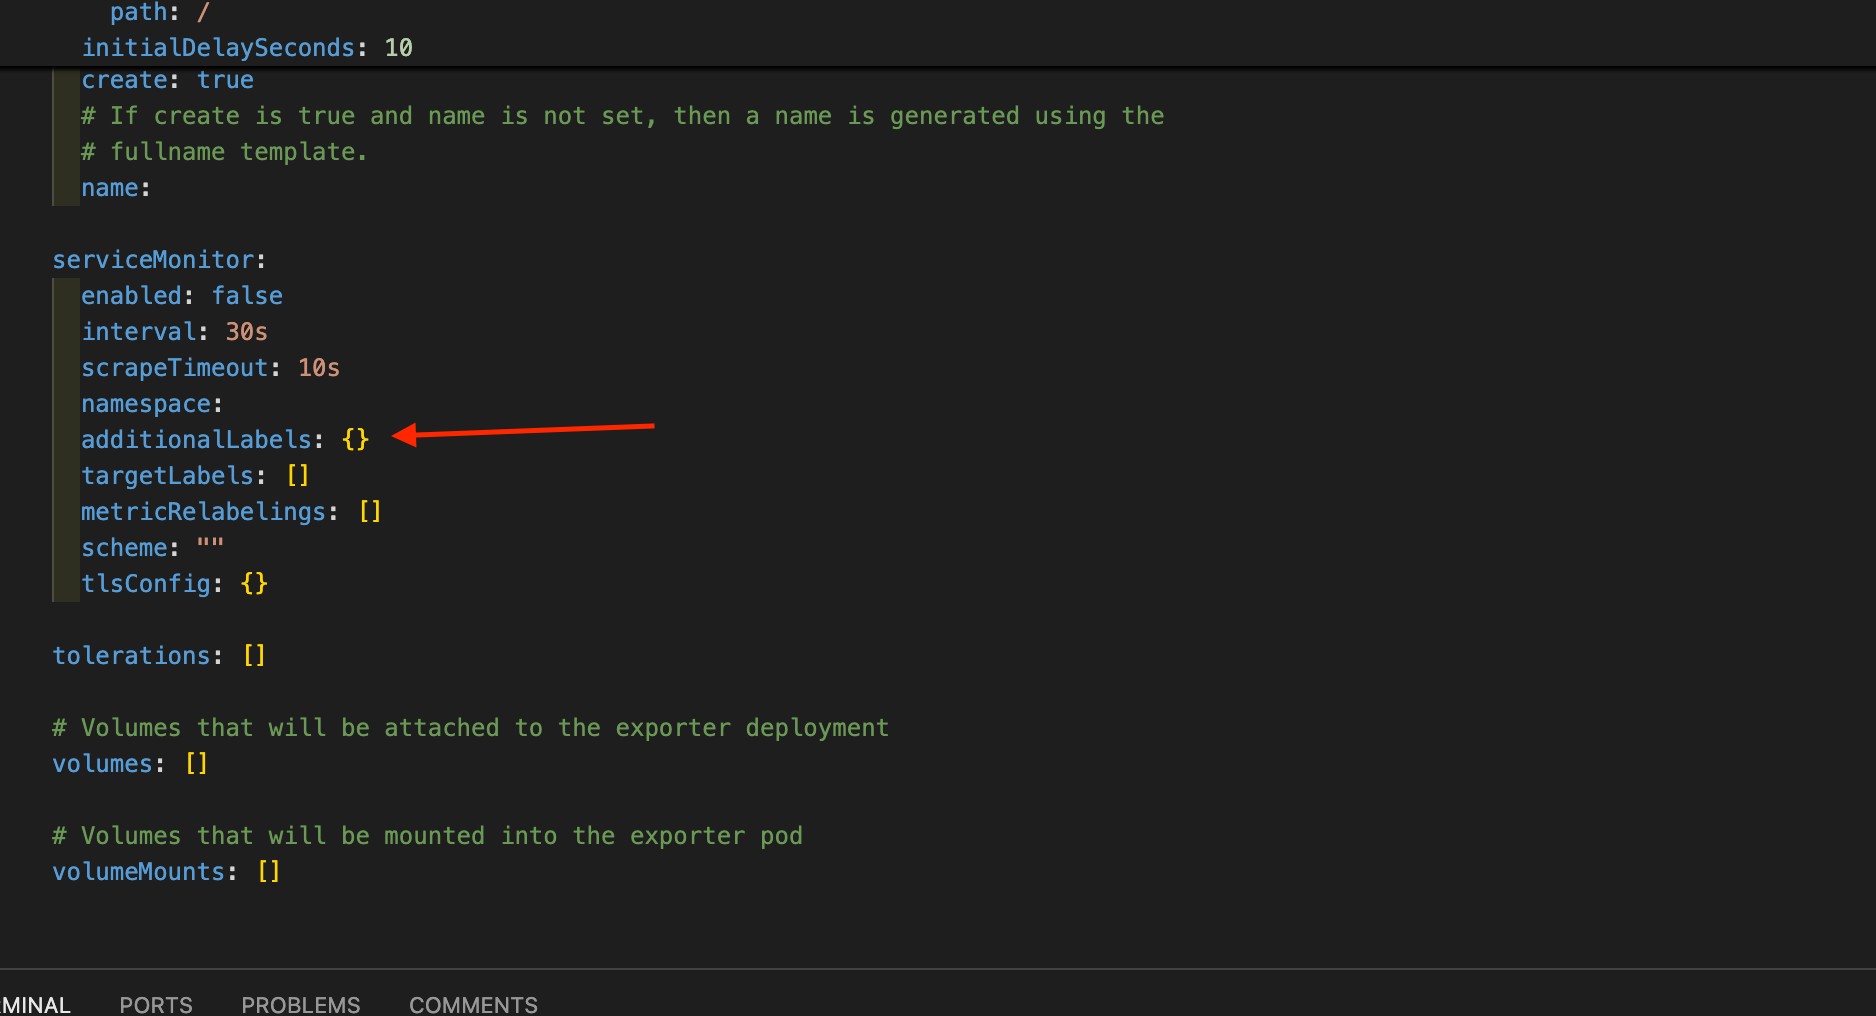 path: /
initialDelaySeconds: 10
create: true
# If create is true and name is not set, then a name is generated using the
# fullname template.
name:
serviceMonitor:
enabled: false
interval: 30s
scrapeTimeout: 10s
namespace:
additionalLabels: {}
targetLabels: []
metricRelabelings: []
scheme: ""
tlsConfig: {}
tolerations: []
# Volumes that will be attached to the exporter deployment
volumes: []
# Volumes that will be mounted into the exporter pod
volumeMounts: []
RMINAL PORTS PROBLEMS COMMENTS